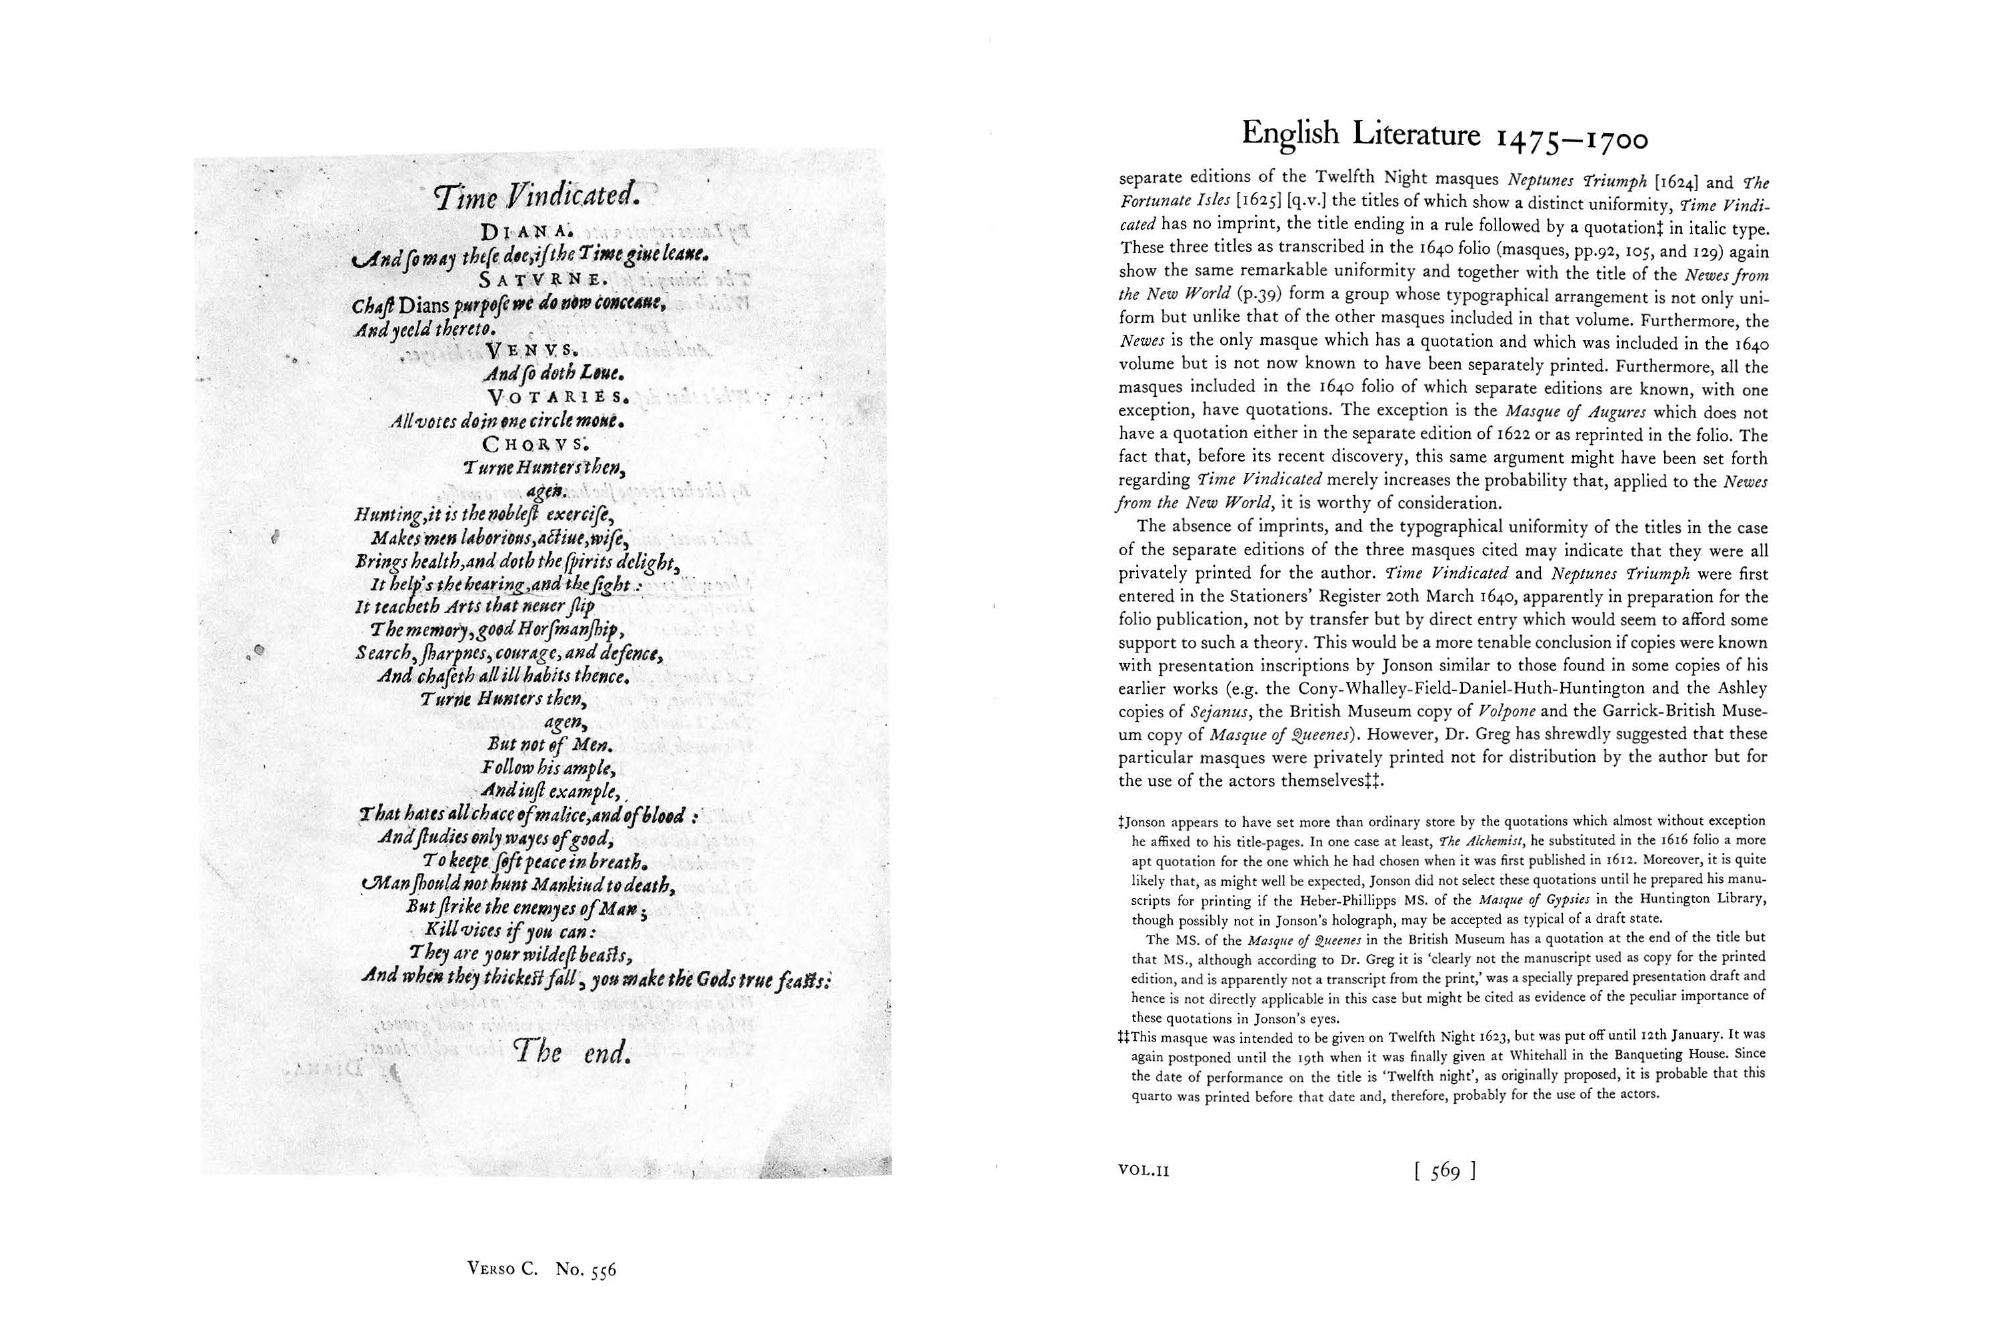 Time Vindicated.
DIANA.
And ſo may theſe doe, if the Time giue leaue.
SATVRNE.
Chaſt Dians purpoſe we do now conceaue,
And yeeld thereto.
VENVS.
And ſo doth Loue.
VOTARIES.
All votes do in one circle moue.
CHORVS.
Turne Hunters then,
agen.
Hunting, it is the nobleſt exerciſe,
Makes men laborious, actiue, wiſe,
Brings health, and doth the ſpirits delight,
It help's the hearing, and the ſight:
It teacheth Arts that neuer ſlip
The memory, good Horſmanſhip,
Search, ſharpnes, courage, and defence,
And chaſeth all ill habits thence.
Turne Hunters then,
agen,
But not of Men.
Follow his ample,
And iuſt example,
That hates all chace of malice, and of blood:
And ſtudies only wayes of good,
To keepe ſoft peace in breath.
Man ſhould not hunt Mankind to death,
But ſtrike the enemyes of Man;
Kill vices if you can:
They are your wildeſt beaſts,
And when they thickeſt fall, you make the Gods true feaſts:
The end.
VERSO C. No. 556
English Literature 1475–1700
separate editions of the Twelfth Night masques Neptunes Triumph [1624] and The
Fortunate Isles [1625] [q.v.] the titles of which show a distinct uniformity, Time Vindi-
cated has no imprint, the title ending in a rule followed by a quotation‡ in italic type.
These three titles as transcribed in the 1640 folio (masques, pp.92, 105, and 129) again
show the same remarkable uniformity and together with the title of the Newes from
the New World (p.39) form a group whose typographical arrangement is not only uni-
form but unlike that of the other masques included in that volume. Furthermore, the
Newes is the only masque which has a quotation and which was included in the 1640
volume but is not now known to have been separately printed. Furthermore, all the
masques included in the 1640 folio of which separate editions are known, with one
exception, have quotations. The exception is the Masque of Augures which does not
have a quotation either in the separate edition of 1622 or as reprinted in the folio. The
fact that, before its recent discovery, this same argument might have been set forth
regarding Time Vindicated merely increases the probability that, applied to the Newes
from the New World, it is worthy of consideration.
The absence of imprints, and the typographical uniformity of the titles in the case
of the separate editions of the three masques cited may indicate that they were all
privately printed for the author. Time Vindicated and Neptunes Triumph were first
entered in the Stationers' Register 20th March 1640, apparently in preparation for the
folio publication, not by transfer but by direct entry which would seem to afford some
support to such a theory. This would be a more tenable conclusion if copies were known
with presentation inscriptions by Jonson similar to those found in some copies of his
earlier works (e.g. the Cony-Whalley-Field-Daniel-Huth-Huntington and the Ashley
copies of Sejanus, the British Museum copy of Volpone and the Garrick-British Muse-
um copy of Masque of Queenes). However, Dr. Greg has shrewdly suggested that these
particular masques were privately printed not for distribution by the author but for
the use of the actors themselves‡‡.
‡Jonson appears to have set more than ordinary store by the quotations which almost without exception
he affixed to his title-pages. In one case at least, The Alchemist, he substituted in the 1616 folio a more
apt quotation for the one which he had chosen when it was first published in 1612. Moreover, it is quite
likely that, as might well be expected, Jonson did not select these quotations until he prepared his manu-
scripts for printing if the Heber-Phillipps MS. of the Masque of Gypsies in the Huntington Library,
though possibly not in Jonson's holograph, may be accepted as typical of a draft state.
The MS. of the Masque of Queenes in the British Museum has a quotation at the end of the title but
that MS., although according to Dr. Greg it is 'clearly not the manuscript used as copy for the printed
edition, and is apparently not a transcript from the print,' was a specially prepared presentation draft and
hence is not directly applicable in this case but might be cited as evidence of the peculiar importance of
these quotations in Jonson's eyes.
‡‡This masque was intended to be given on Twelfth Night 1623, but was put off until 12th January. It was
again postponed until the 19th when it was finally given at Whitehall in the Banqueting House. Since
the date of performance on the title is 'Twelfth night', as originally proposed, it is probable that this
quarto was printed before that date and, therefore, probably for the use of the actors.
VOL.II
[ 569 ]